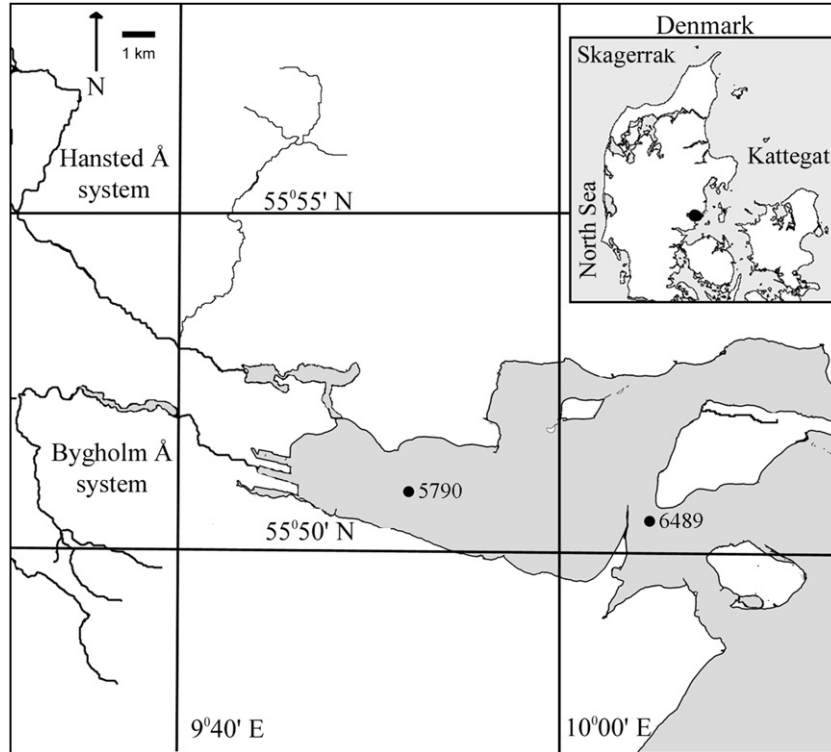 Denmark
1 km
N
Skagerrak
Kattegat
North Sea
Hansted Å
system
55⁰55' N
Bygholm Å
system
5790
6489
55⁰50' N
9⁰40' E
10⁰00' E